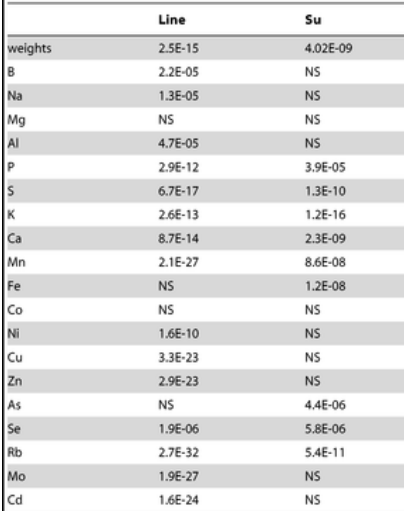 Line Su
weights 2.5E-15 4.02E-09
B 2.2E-05 NS
Na 1.3E-05 NS
Mg NS NS
Al 4.7E-05 NS
P 2.9E-12 3.9E-05
S 6.7E-17 1.3E-10
K 2.6E-13 1.2E-16
Ca 8.7E-14 2.3E-09
Mn 2.1E-27 8.6E-08
Fe NS 1.2E-08
Co NS NS
Ni 1.6E-10 NS
Cu 3.3E-23 NS
Zn 2.9E-23 NS
As NS 4.4E-06
Se 1.9E-06 5.8E-06
Rb 2.7E-32 5.4E-11
Mo 1.9E-27 NS
Cd 1.6E-24 NS